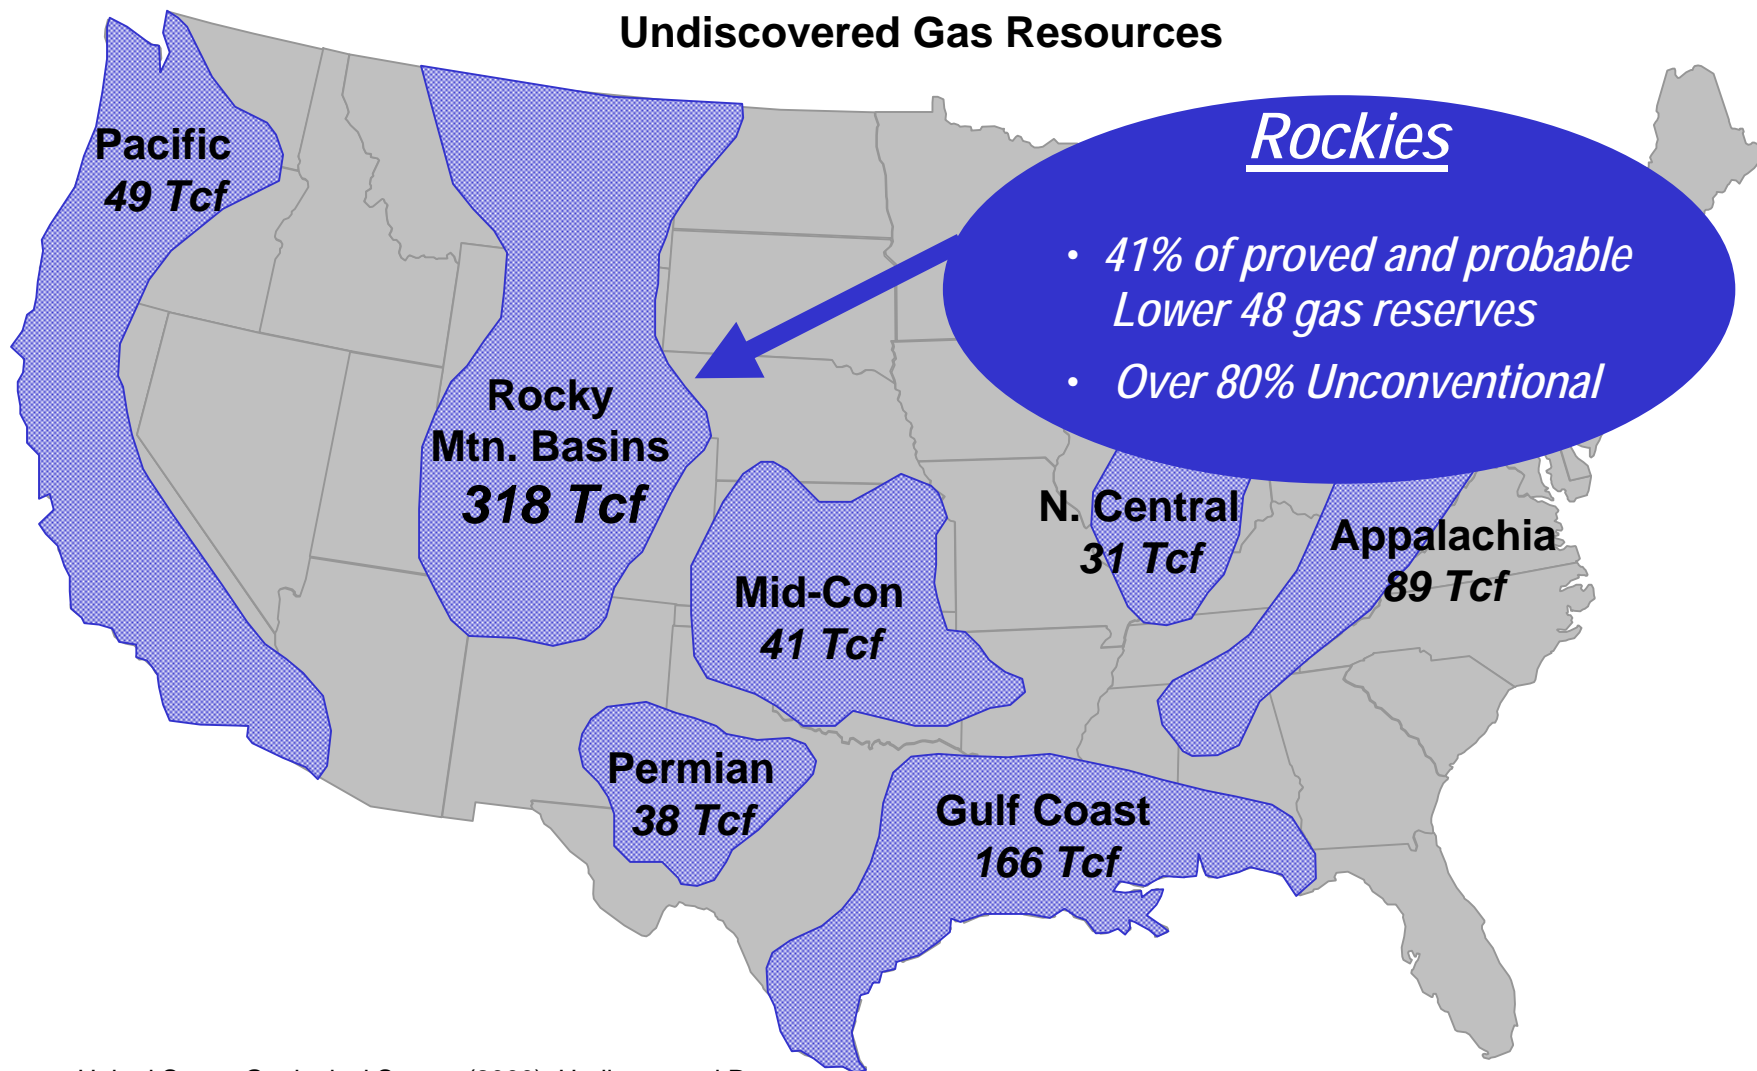 Undiscovered Gas Resources
Pacific
49 Tcf
Rockies
• 41% of proved and probable
Lower 48 gas reserves
• Over 80% Unconventional
Rocky
Mtn. Basins
318 Tcf
N. Central
31 Tcf
Appalachia
89 Tcf
Mid-Con
41 Tcf
Permian
38 Tcf
Gulf Coast
166 Tcf